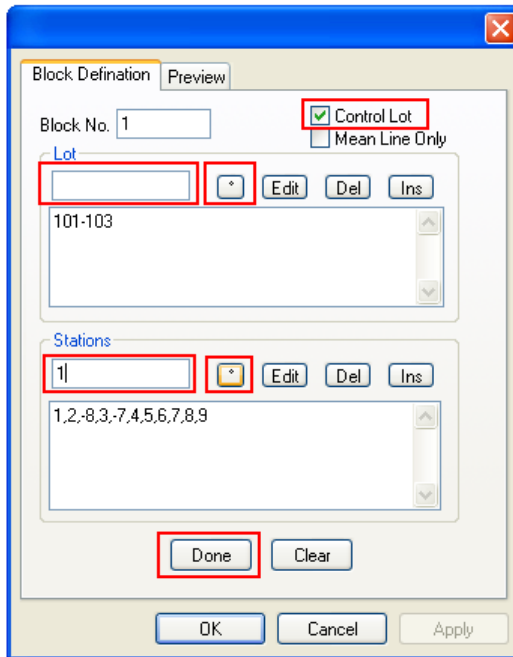 Block Defination Preview
Block No. 1
Control Lot
Mean Line Only
Lot
* Edit Del Ins
101-103
Stations
1 * Edit Del Ins
1,2,-8,3,-7,4,5,6,7,8,9
Done Clear
OK Cancel Apply